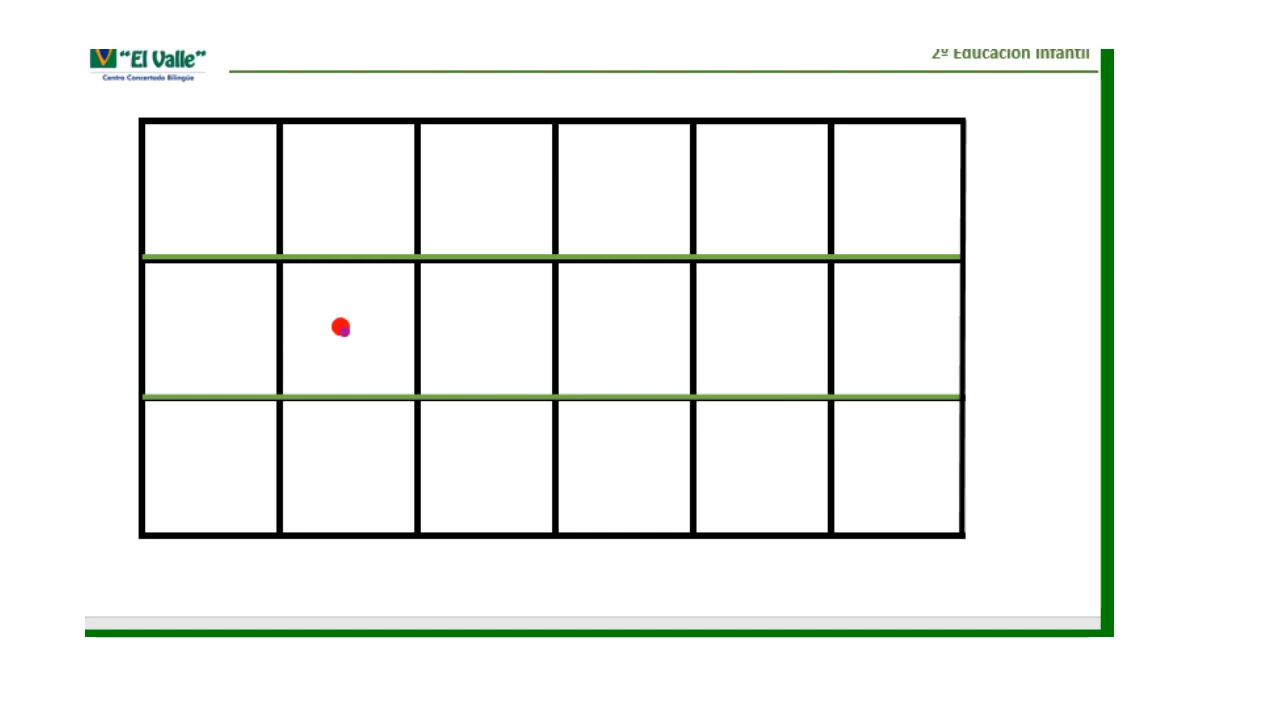 “El Valle”
Centro Concertado Bilingüe
2º Educación Infantil